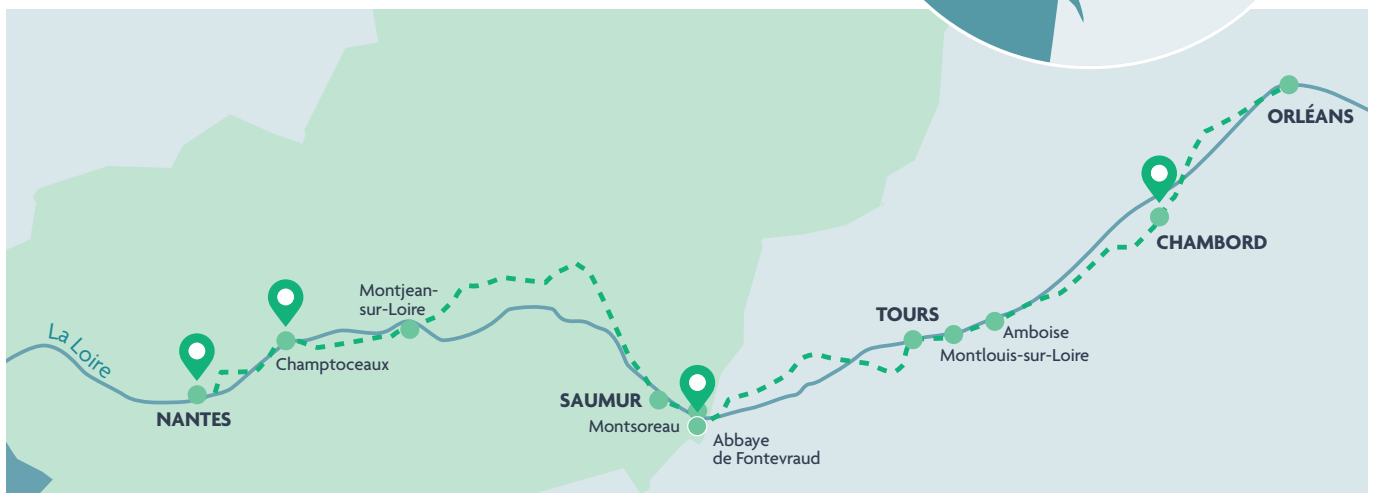 ORLÉANS
CHAMBORD
Montjean-
sur-Loire
TOURS
Amboise
La Loire
Montlouis-sur-Loire
Champtoceaux
SAUMUR
NANTES
Montsoreau
Abbaye
de Fontevraud